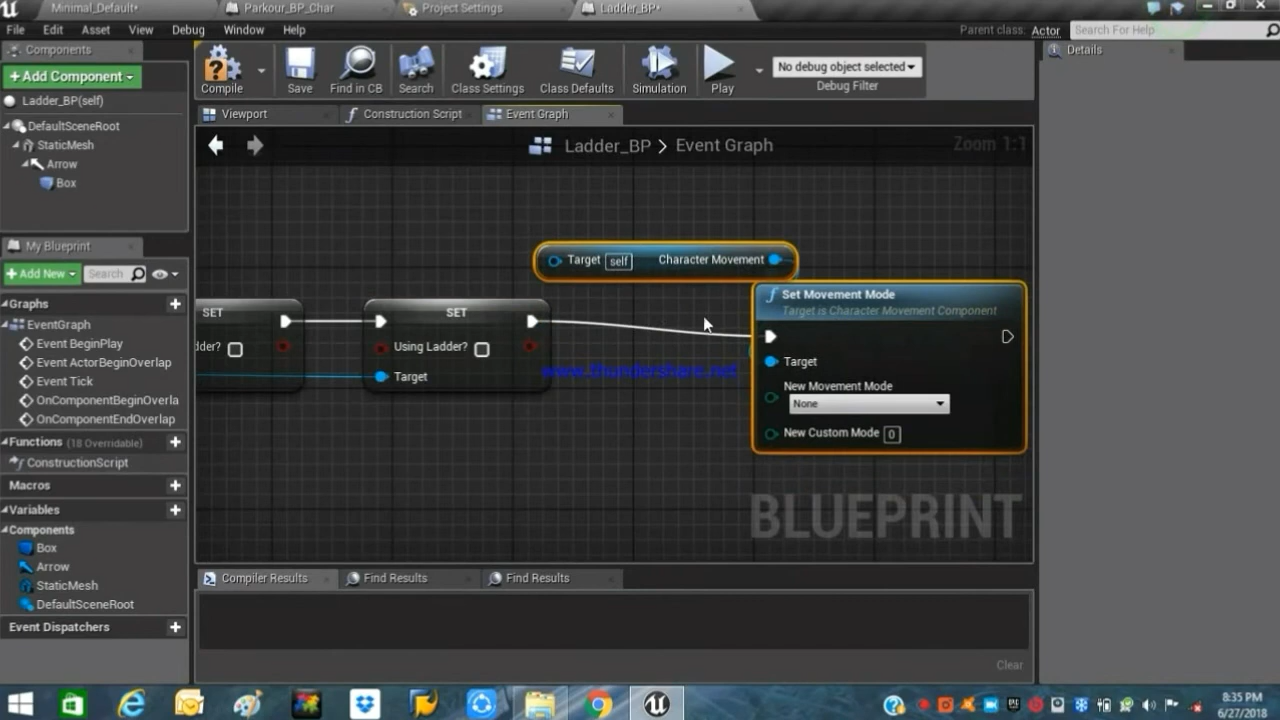 Minimal_Default*
Parkour_BP_Char
Project Settings
Ladder_BP*
File Edit Asset View Debug Window Help
Parent class: Actor
Search For Help
Components
Details
Add Component
Compile
Save
Find in CB
Search
Class Settings
Class Defaults
Simulation
Play
No debug object selected
Debug Filter
Ladder_BP(self)
DefaultSceneRoot
StaticMesh
Arrow
Box
Viewport
Construction Script
Event Graph
Ladder_BP > Event Graph
Zoom 1:1
My Blueprint
+Add New
Search
Graphs
EventGraph
Event BeginPlay
Event ActorBeginOverlap
Event Tick
OnComponentBeginOverla
OnComponentEndOverlap
Functions (18 Overridable)
ConstructionScript
Macros
Variables
Components
Box
Arrow
StaticMesh
DefaultSceneRoot
Event Dispatchers
Target self Character Movement
SET
dder?
SET
Using Ladder?
Target
Set Movement Mode
Target is Character Movement Component
Target
New Movement Mode
None
New Custom Mode 0
www.thundershare.net
BLUEPRINT
Compiler Results
Find Results
Find Results
Clear
8:35 PM
6/27/2018